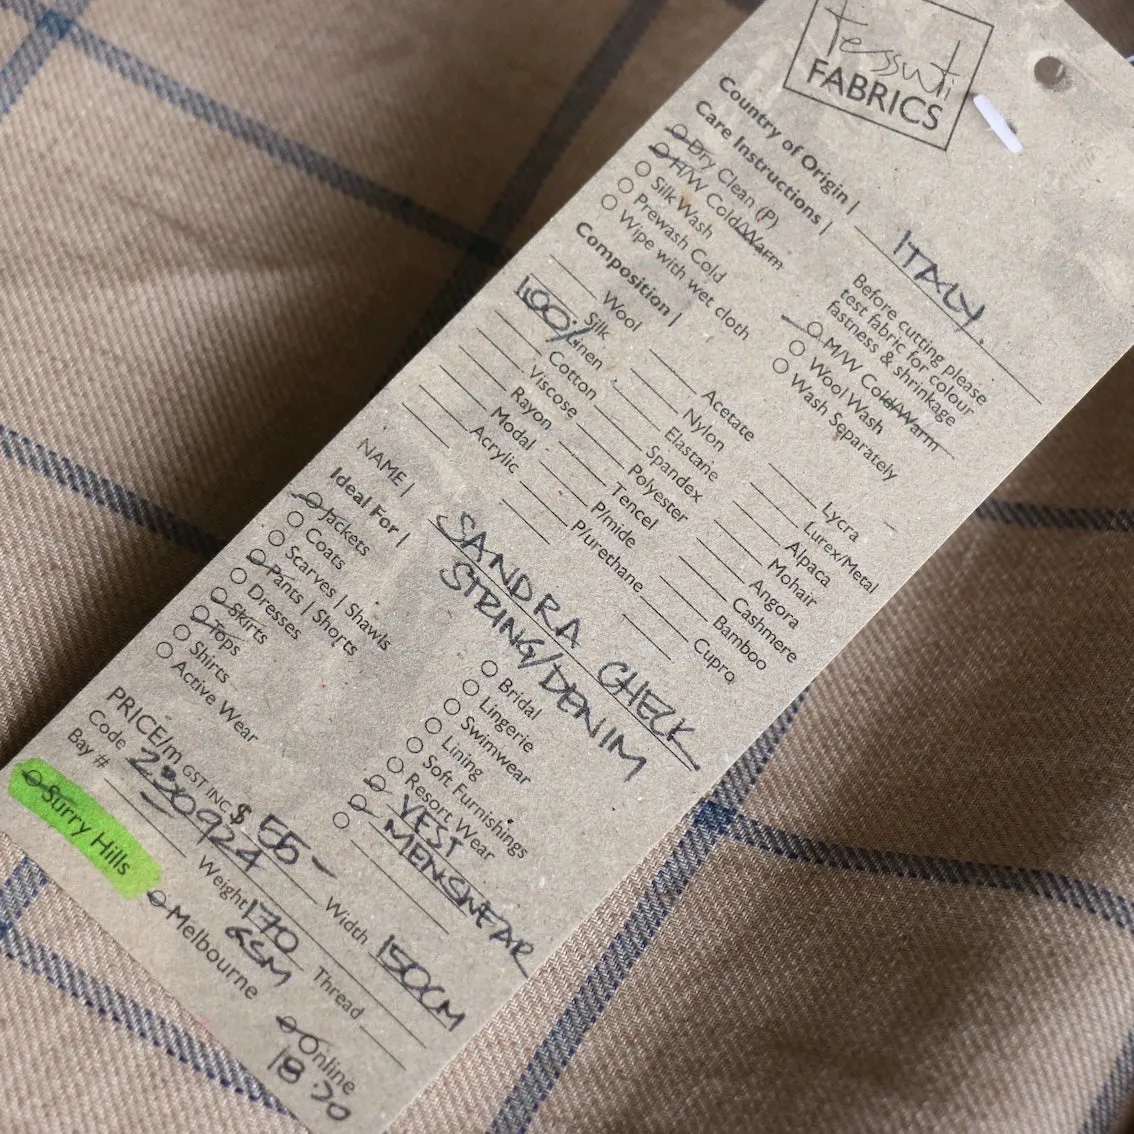 tessuti
FABRICS
Country of Origin | ITALY.
Care Instructions |
Dry Clean (P)
H/W Cold/Warm
Silk Wash
Prewash Cold
Wipe with wet cloth
Before cutting please
test fabric for colour
fastness & shrinkage
M/W Cold/Warm
Wool Wash
Wash Separately
Composition |
Wool
Silk
100% Linen
Cotton
Viscose
Rayon
Modal
Acrylic
Acetate
Nylon
Elastane
Spandex
Polyester
Tencel
P/mide
P/urethane
Lycra
Lurex/Metal
Alpaca
Mohair
Angora
Cashmere
Bamboo
Cupro
NAME | SANDRA CHECK
STRING/DENIM
Ideal For |
Jackets
Coats
Scarves | Shawls
Pants | Shorts
Dresses
Skirts
Tops
Shirts
Active Wear
Bridal
Lingerie
Swimwear
Lining
Soft Furnishings
Resort Wear
VEST
MENSWEAR
PRICE/m GST INC $55-
Width 150CM
Code 230924
Weight 170
GSM
Thread
Bay #
Surry Hills
Melbourne
Online
18.20